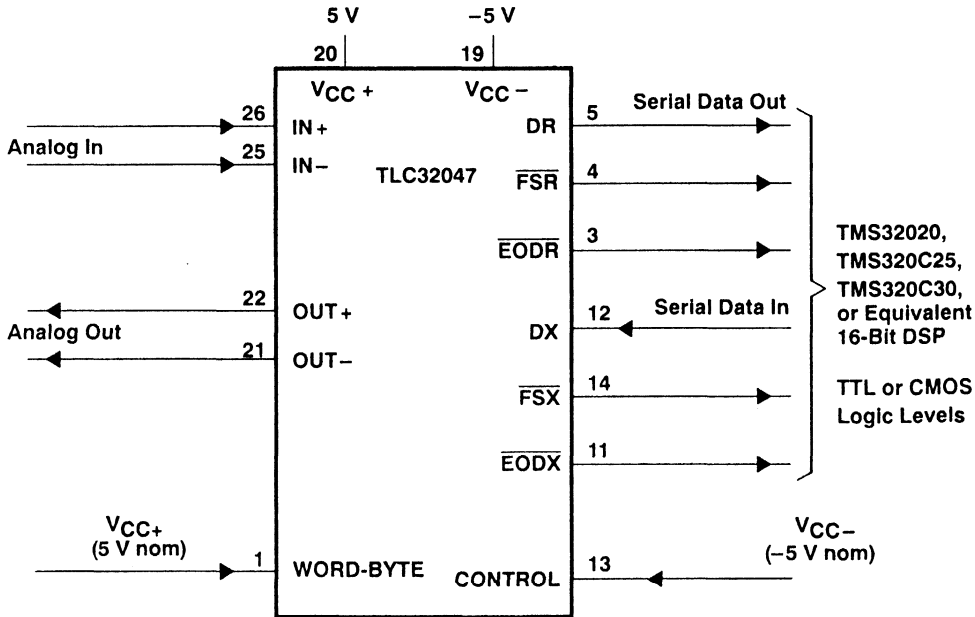 5 V
–5 V
20
19
VCC +
VCC –
26
IN+
Analog In
25
IN–
TLC32047
DR
5
Serial Data Out
FSR
4
EODR
3
22
OUT+
Analog Out
21
OUT–
DX
12
Serial Data In
FSX
14
EODX
11
TMS32020,
TMS320C25,
TMS320C30,
or Equivalent
16-Bit DSP
TTL or CMOS
Logic Levels
VCC+
(5 V nom)
1
WORD-BYTE
CONTROL
13
VCC–
(–5 V nom)